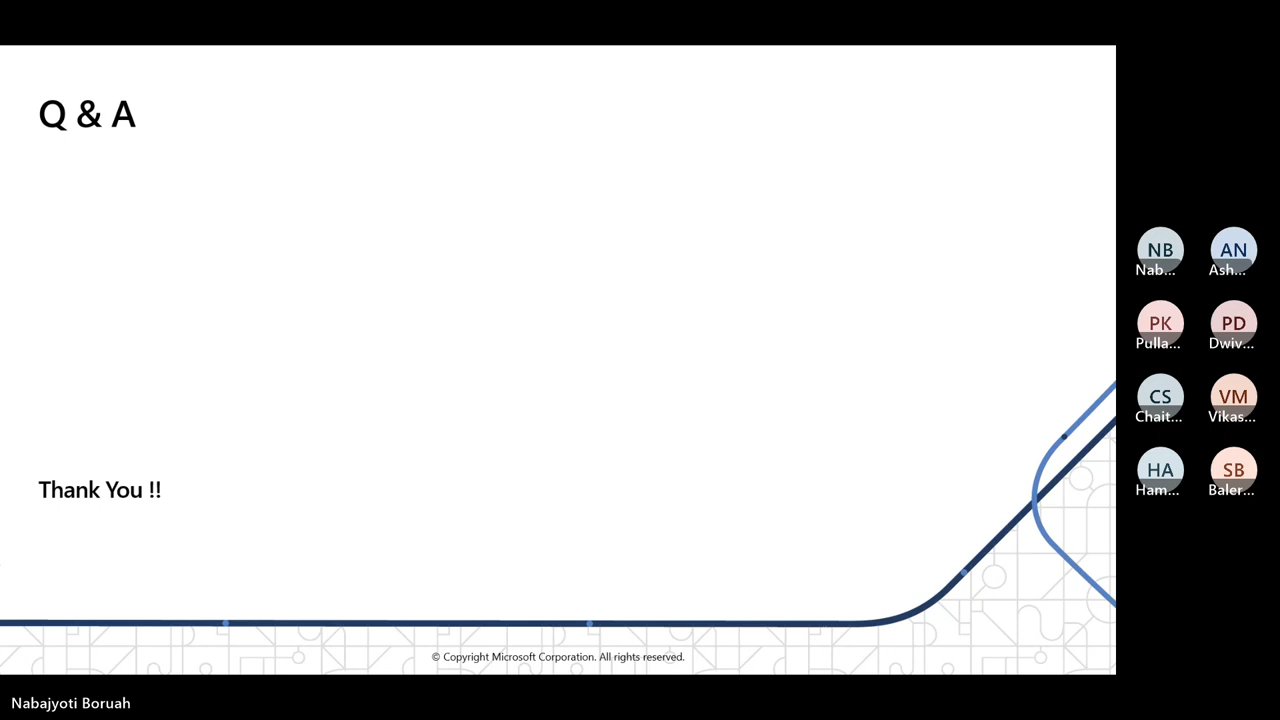 Q & A
Thank You !!
© Copyright Microsoft Corporation. All rights reserved.
NB AN
Nab... Ash...
PK PD
Pulla... Dwiv...
CS VM
Chait... Vikas...
HA SB
Ham... Baler...
Nabajyoti Boruah